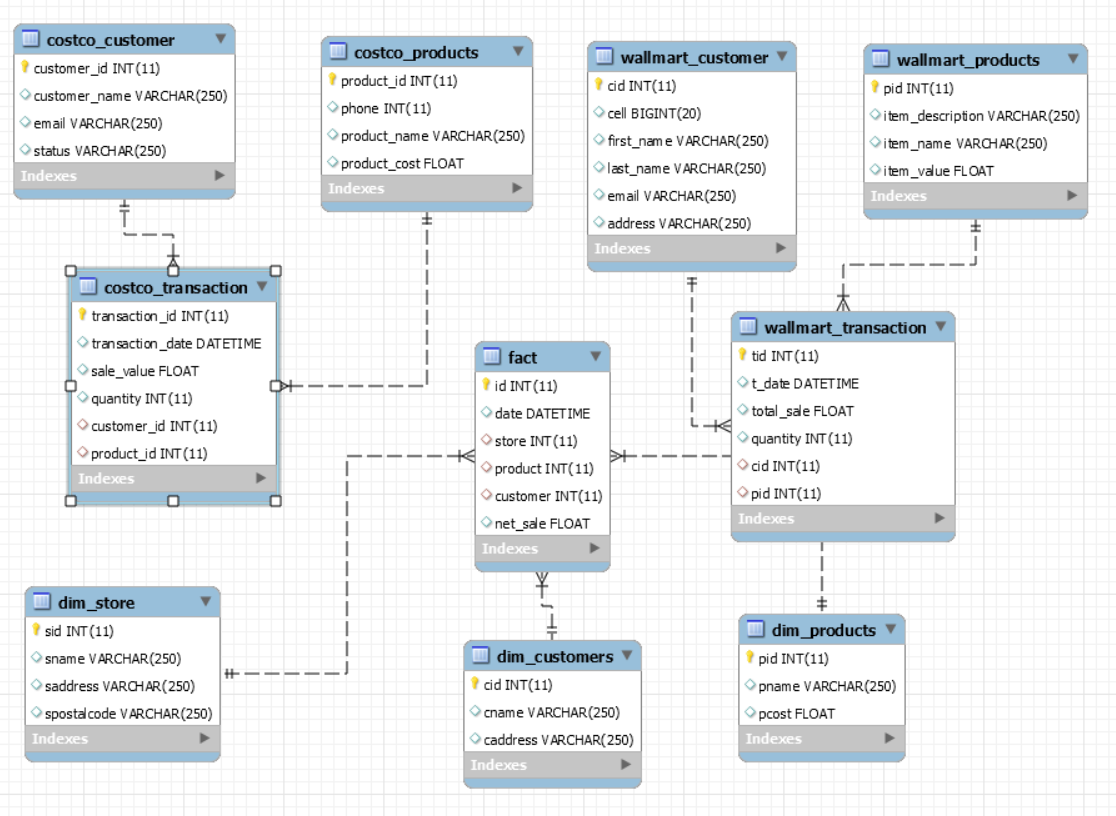 costco_customer
customer_id INT(11)
customer_name VARCHAR(250)
email VARCHAR(250)
status VARCHAR(250)
Indexes
costco_products
product_id INT(11)
phone INT(11)
product_name VARCHAR(250)
product_cost FLOAT
Indexes
wallmart_customer
cid INT(11)
cell BIGINT(20)
first_name VARCHAR(250)
last_name VARCHAR(250)
email VARCHAR(250)
address VARCHAR(250)
Indexes
wallmart_products
pid INT(11)
item_description VARCHAR(250)
item_name VARCHAR(250)
item_value FLOAT
Indexes
costco_transaction
transaction_id INT(11)
transaction_date DATETIME
sale_value FLOAT
quantity INT(11)
customer_id INT(11)
product_id INT(11)
Indexes
fact
id INT(11)
date DATETIME
store INT(11)
product INT(11)
customer INT(11)
net_sale FLOAT
Indexes
wallmart_transaction
tid INT(11)
t_date DATETIME
total_sale FLOAT
quantity INT(11)
cid INT(11)
pid INT(11)
Indexes
dim_store
sid INT(11)
sname VARCHAR(250)
saddress VARCHAR(250)
spostalcode VARCHAR(250)
Indexes
dim_customers
cid INT(11)
cname VARCHAR(250)
caddress VARCHAR(250)
Indexes
dim_products
pid INT(11)
pname VARCHAR(250)
pcost FLOAT
Indexes